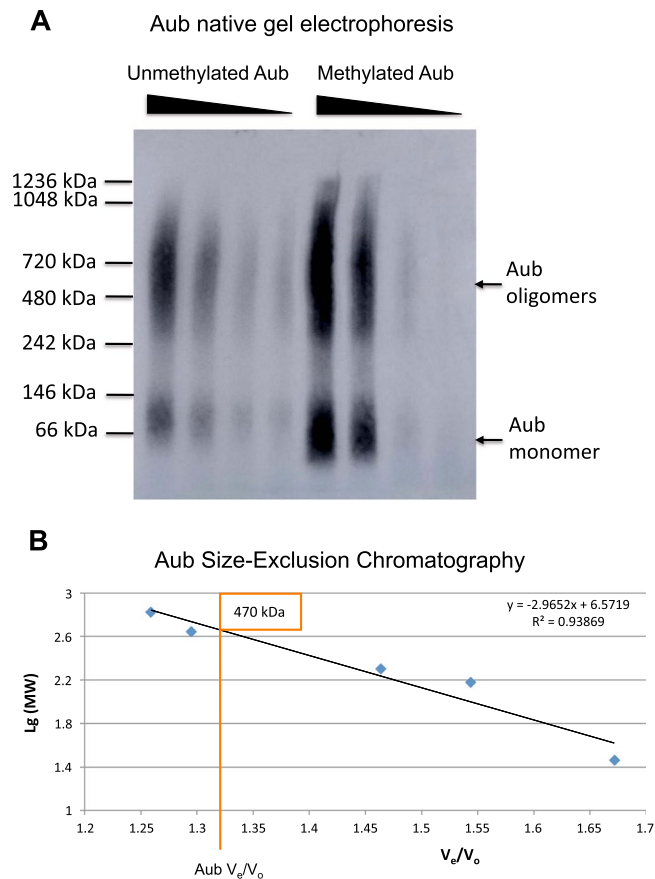 A
Aub native gel electrophoresis
Unmethylated Aub
Methylated Aub
1236 kDa
1048 kDa
720 kDa
480 kDa
242 kDa
146 kDa
66 kDa
Aub
oligomers
Aub
monomer
B
Aub Size-Exclusion Chromatography
3
2.6
2.2
1.8
1.4
1
Lg (MW)
470 kDa
y = -2.9652x + 6.5719
R² = 0.93869
1.2 1.25 1.3 1.35 1.4 1.45 1.5 1.55 1.6 1.65 1.7
Ve/Vo
Aub Ve/Vo